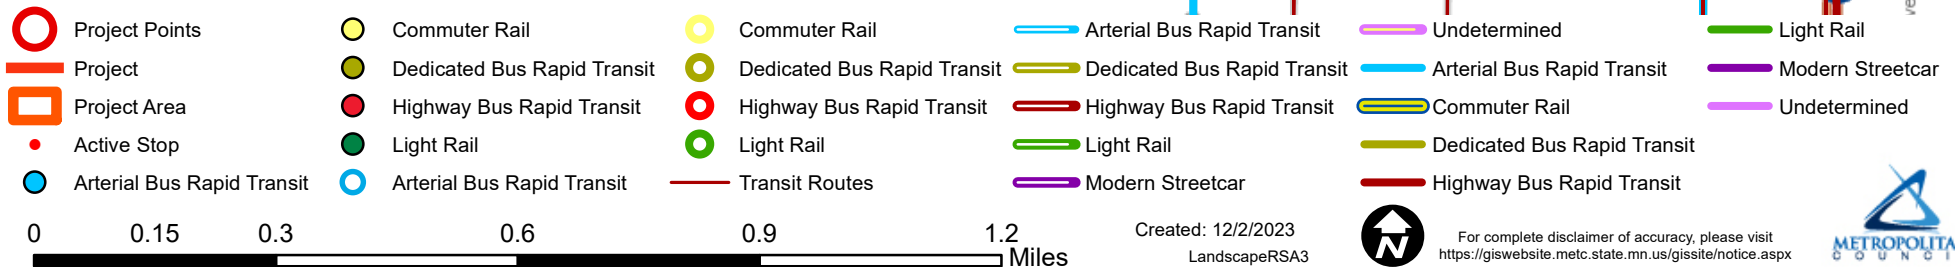 Project Points
Project
Project Area
Active Stop
Arterial Bus Rapid Transit
Commuter Rail
Dedicated Bus Rapid Transit
Highway Bus Rapid Transit
Light Rail
Arterial Bus Rapid Transit
Commuter Rail
Dedicated Bus Rapid Transit
Highway Bus Rapid Transit
Light Rail
Transit Routes
Arterial Bus Rapid Transit
Dedicated Bus Rapid Transit
Highway Bus Rapid Transit
Light Rail
Modern Streetcar
Undetermined
Arterial Bus Rapid Transit
Commuter Rail
Dedicated Bus Rapid Transit
Highway Bus Rapid Transit
Light Rail
Modern Streetcar
Undetermined
0 0.15 0.3 0.6 0.9 1.2
Miles
Created: 12/2/2023
LandscapeRSA3
N
For complete disclaimer of accuracy, please visit
https://giswebsite.metc.state.mn.us/gissite/notice.aspx
METROPOLITA
COUNCI